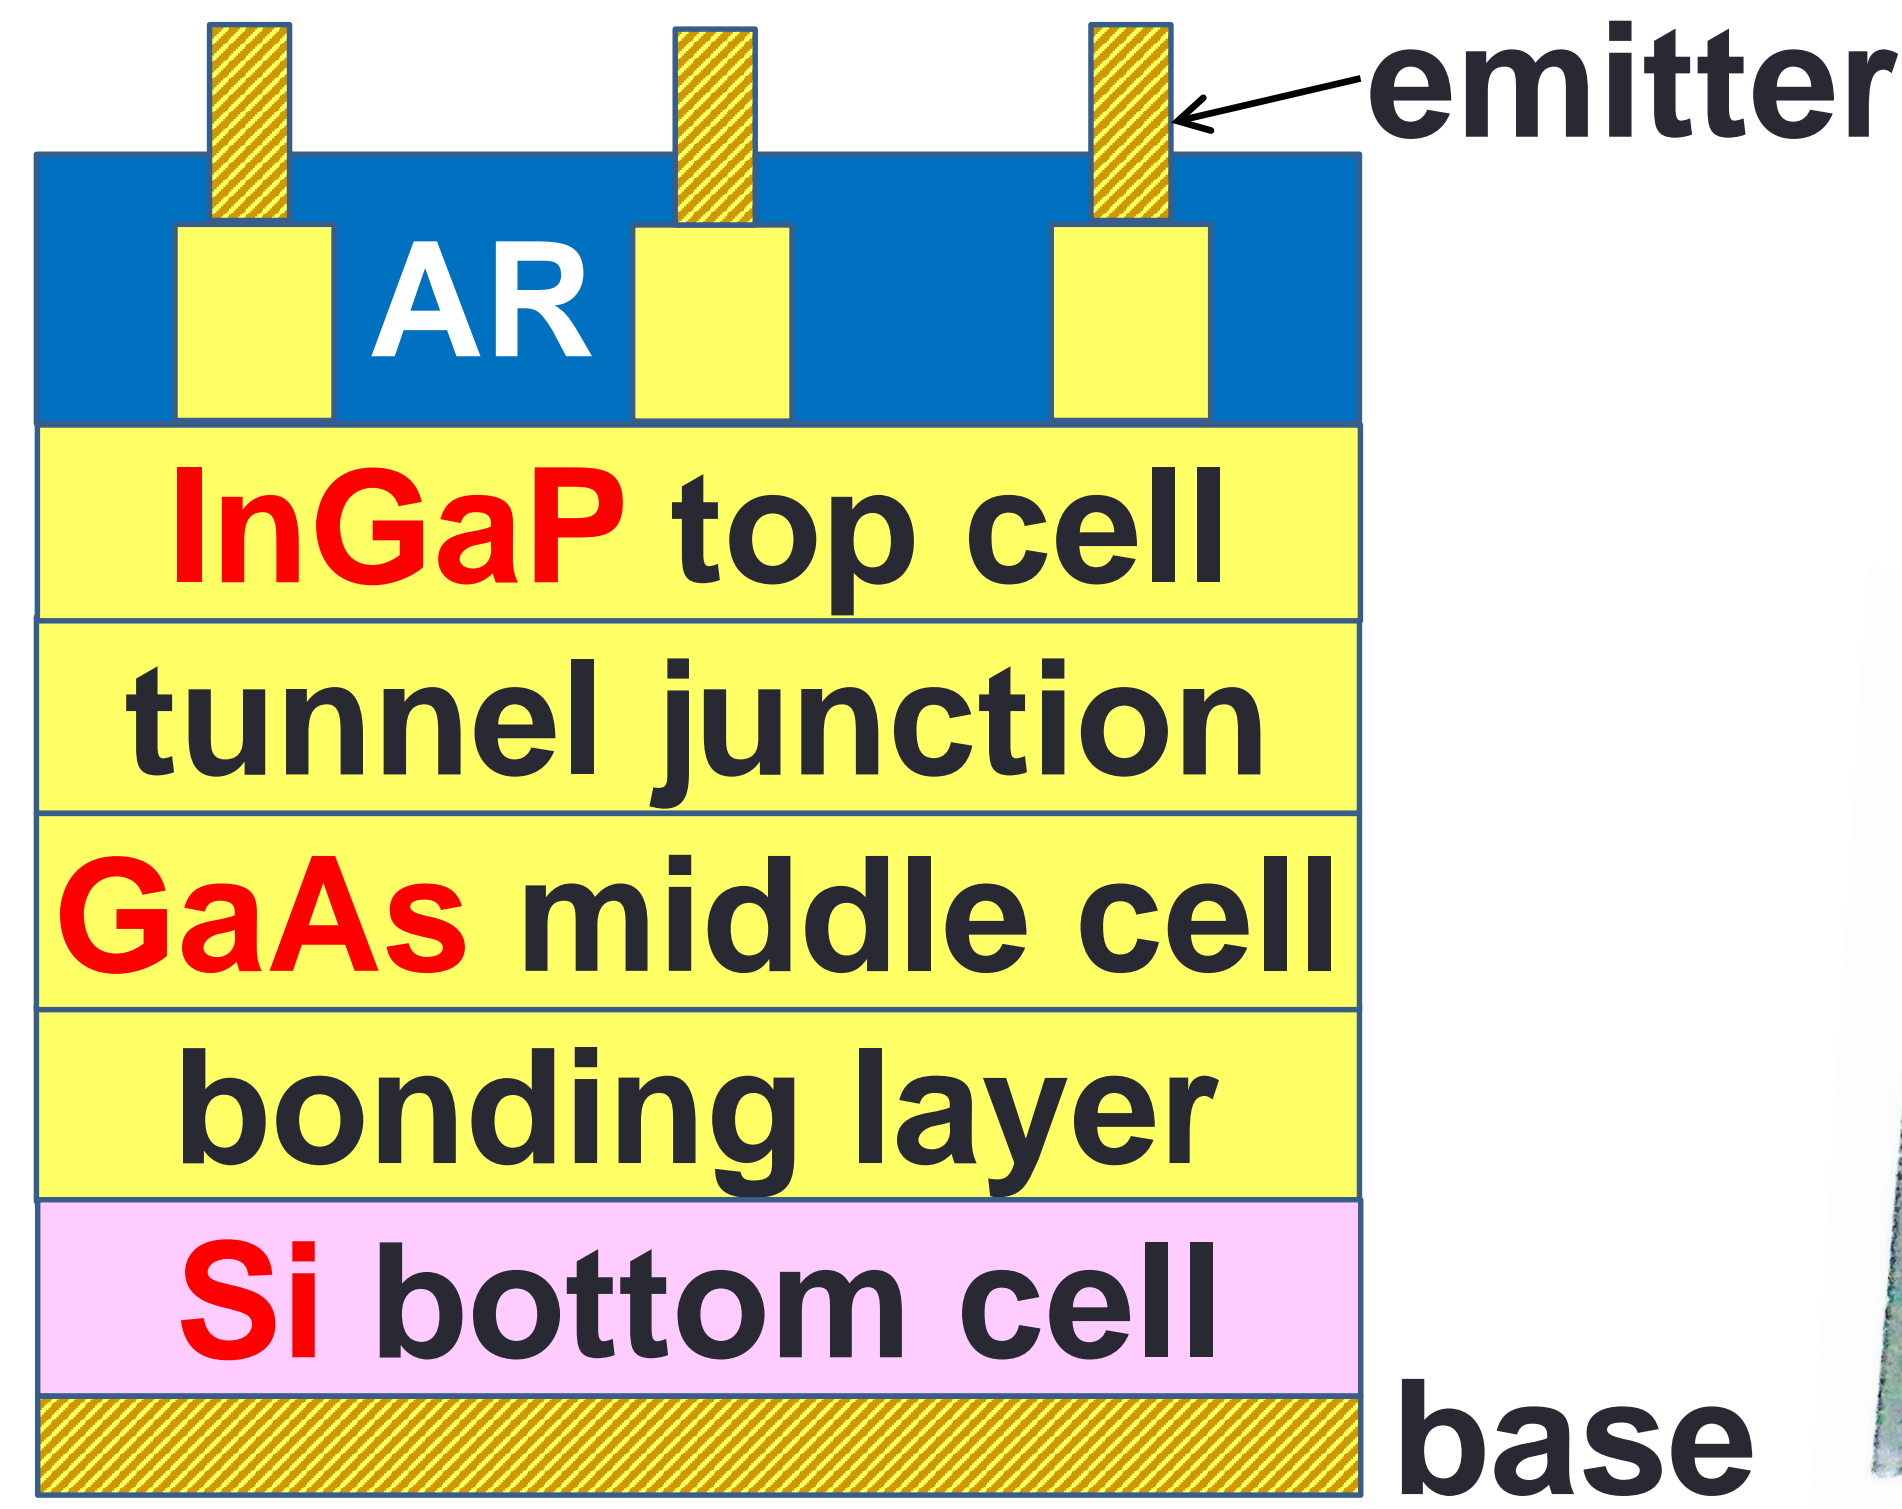 emitter
AR
InGaP top cell
tunnel junction
GaAs middle cell
bonding layer
Si bottom cell
base